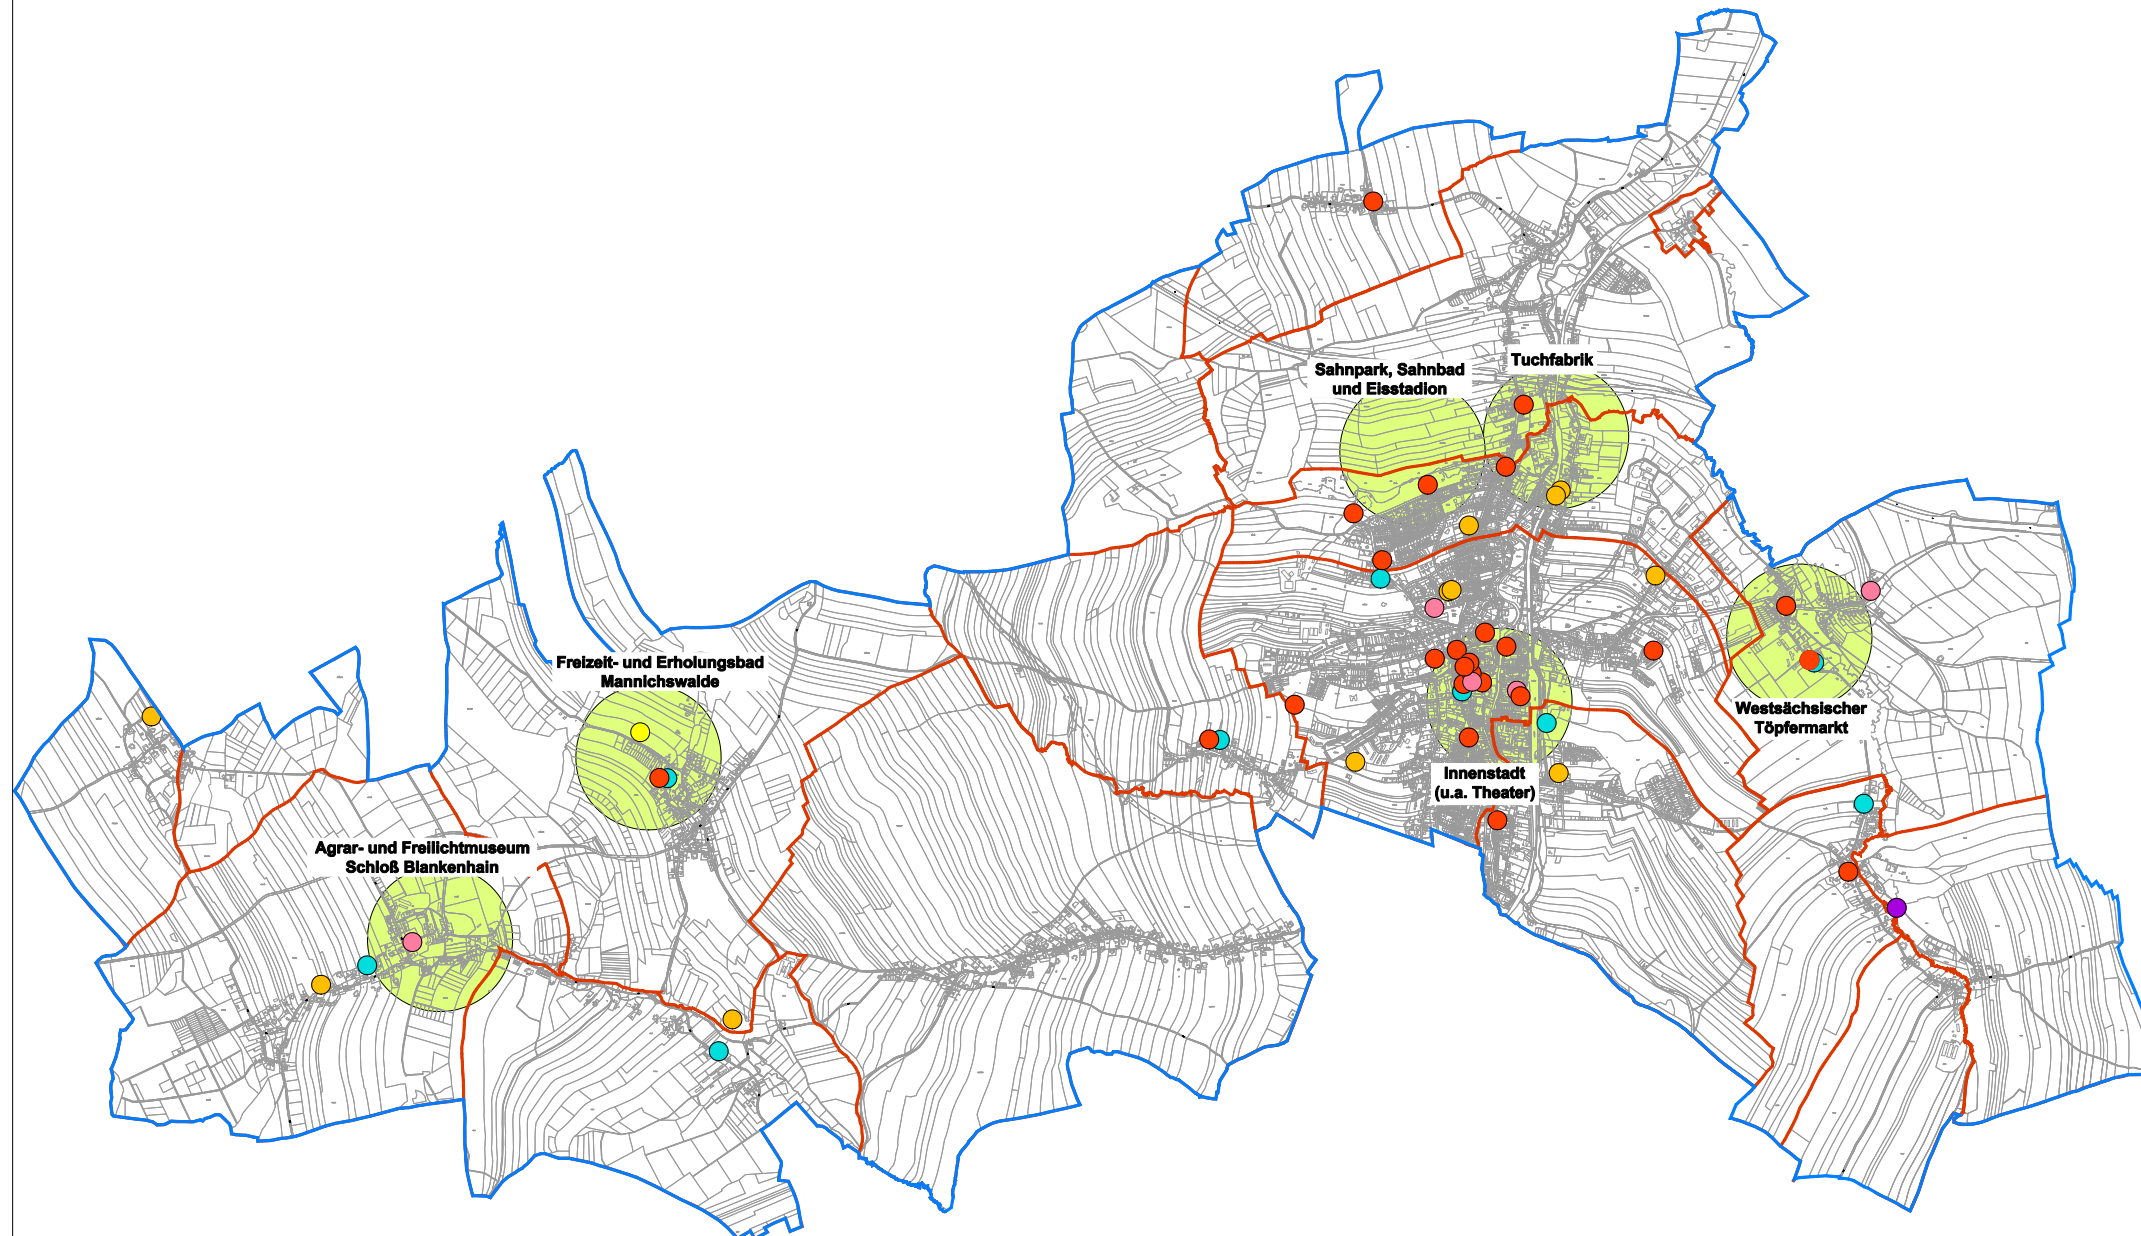 Tuchfabrik
Sahnpark, Sahnbad
und Eisstadion
Freizeit- und Erholungsbad
Mannichswalde
Westsächsischer
Töpfermarkt
Innenstadt
(u.a. Theater)
Agrar- und Freilichtmuseum
Schloß Blankenhain